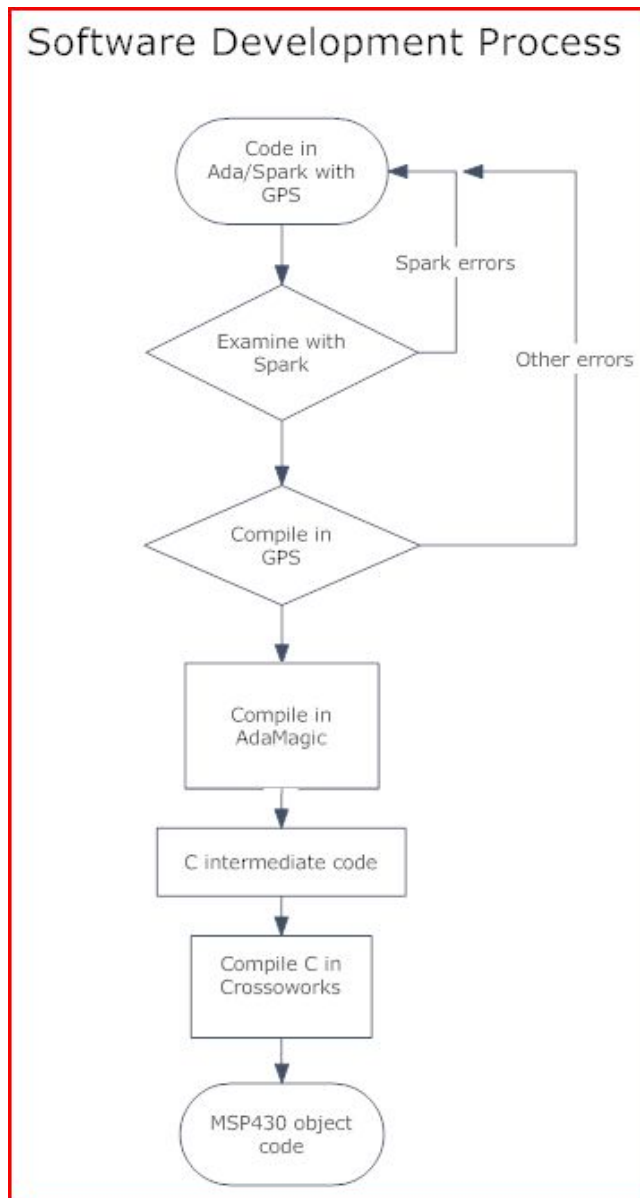 Software Development Process
Code in
Ada/Spark with
GPS
Spark errors
Examine with
Spark
Other errors
Compile in
GPS
Compile in
AdaMagic
C intermediate code
Compile C in
Crossoworks
MSP430 object
code